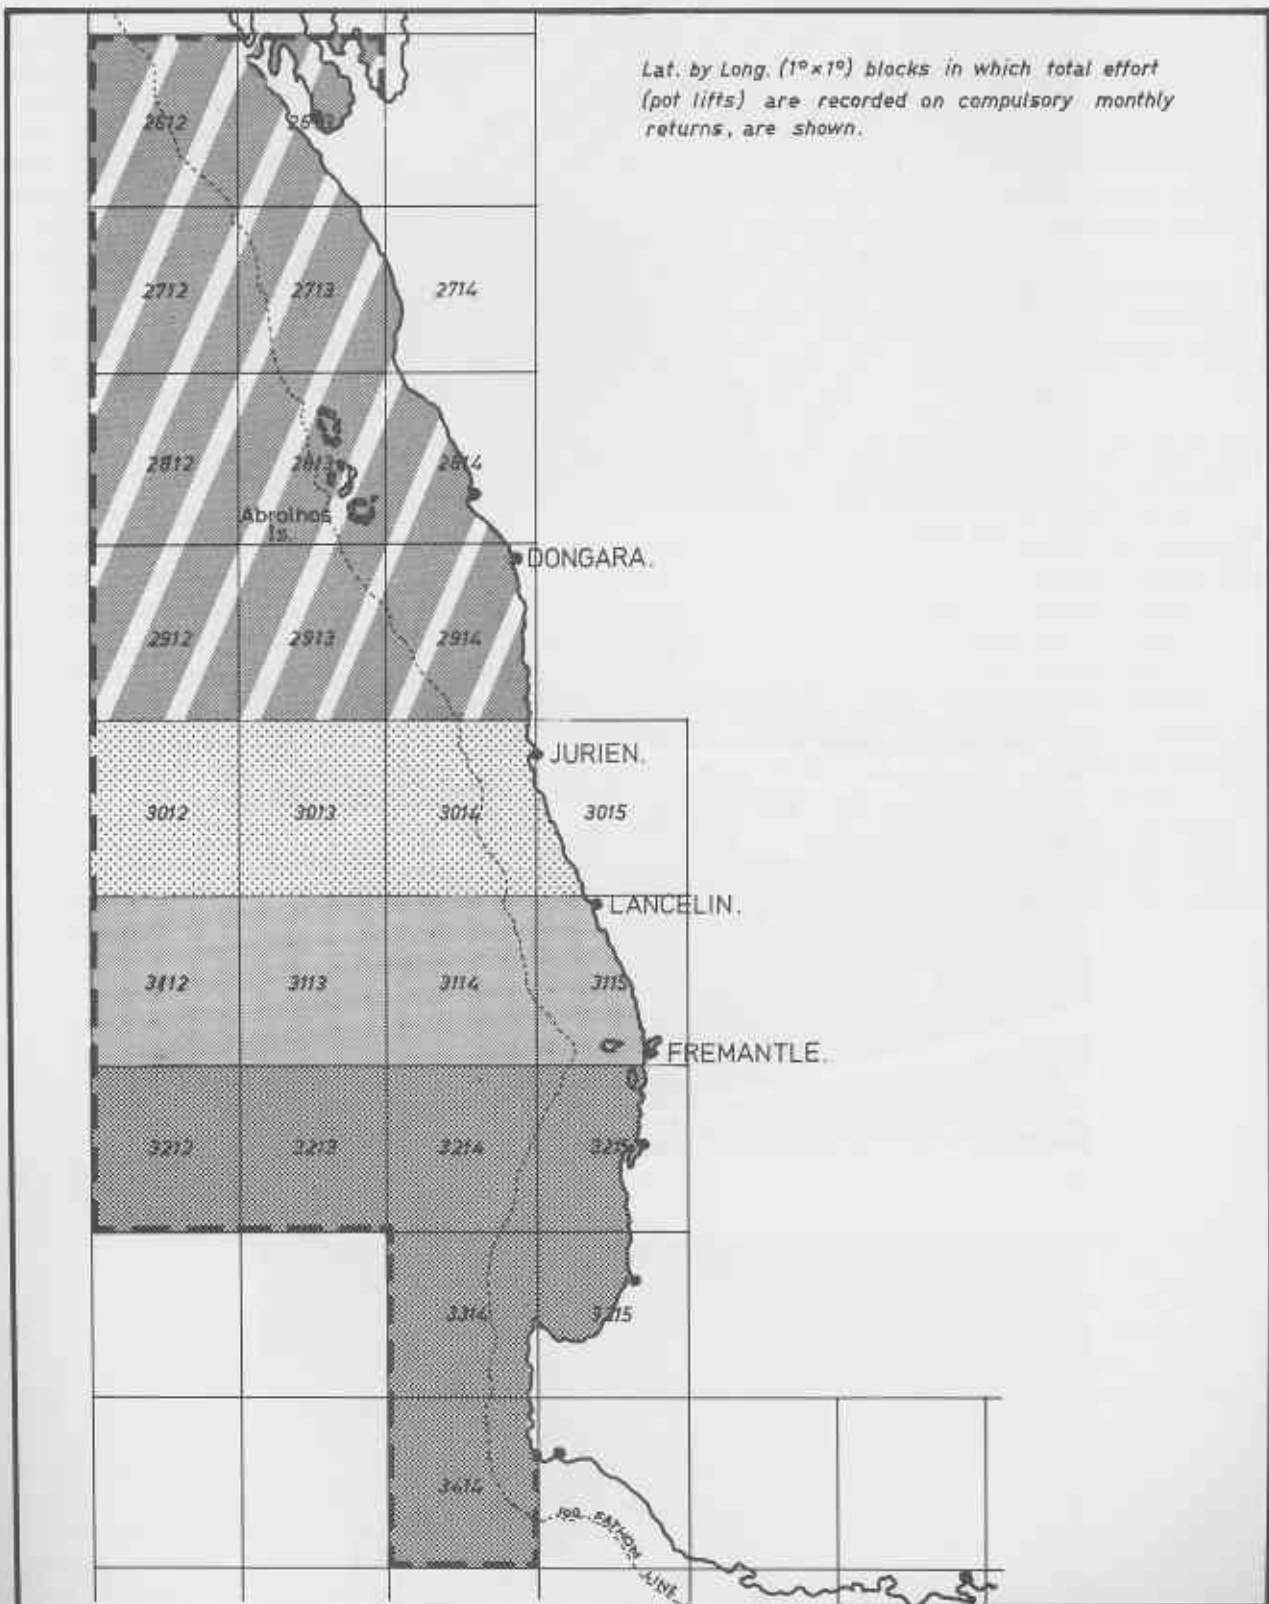 Lat. by Long. (1°×1°) blocks in which total effort
(pot lifts) are recorded on compulsory monthly
returns, are shown.
2612 2613
2712 2713 2714
2812 2813 2814
Abrolhos
Is.
DONGARA.
2912 2913 2914
JURIEN.
3012 3013 3014 3015
LANCELIN.
3112 3113 3114 3115
FREMANTLE.
3212 3213 3214 3215
3314 3315
3414
100 FATHOM LINE.